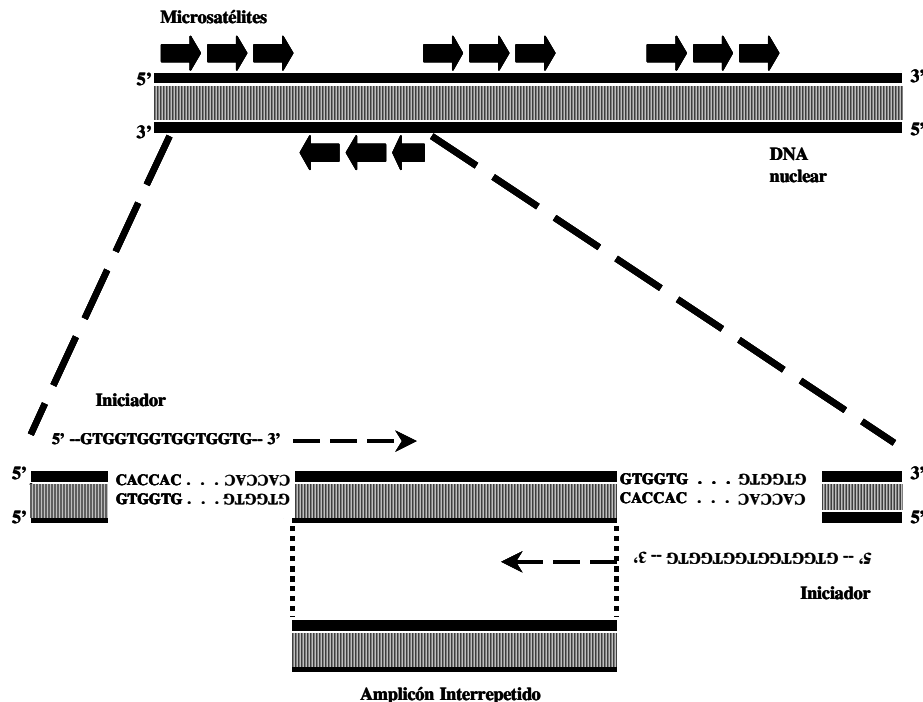 Microsatélites
5’ 3’
3’ 5’
DNA
nuclear
Iniciador
5’ --GTGGTGGTGGTGGTG-- 3’
5’ CACCAC . . . CACCAC GTGGTG . . . GTGGTG 3’
GTGGTG . . . GTGGTG CACCAC . . . CACCAC
5’ 5’
5’ -- GTGGTGGTGGTGGTG -- 3’
Iniciador
Amplicón Interrepetido